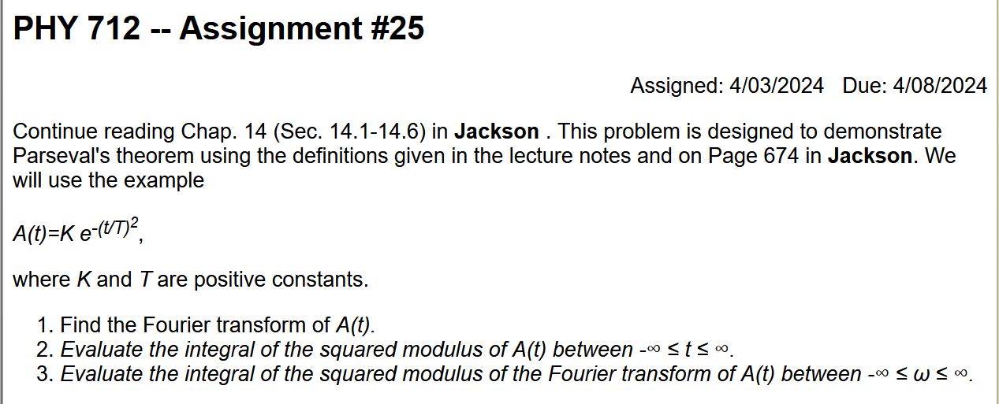 PHY 712 -- Assignment #25
Assigned: 4/03/2024 Due: 4/08/2024
Continue reading Chap. 14 (Sec. 14.1-14.6) in Jackson . This problem is designed to demonstrate
Parseval's theorem using the definitions given in the lecture notes and on Page 674 in Jackson. We
will use the example
A(t)=K e-(t/T)2,
where K and T are positive constants.
1. Find the Fourier transform of A(t).
2. Evaluate the integral of the squared modulus of A(t) between -∞ ≤ t ≤ ∞.
3. Evaluate the integral of the squared modulus of the Fourier transform of A(t) between -∞ ≤ ω ≤ ∞.